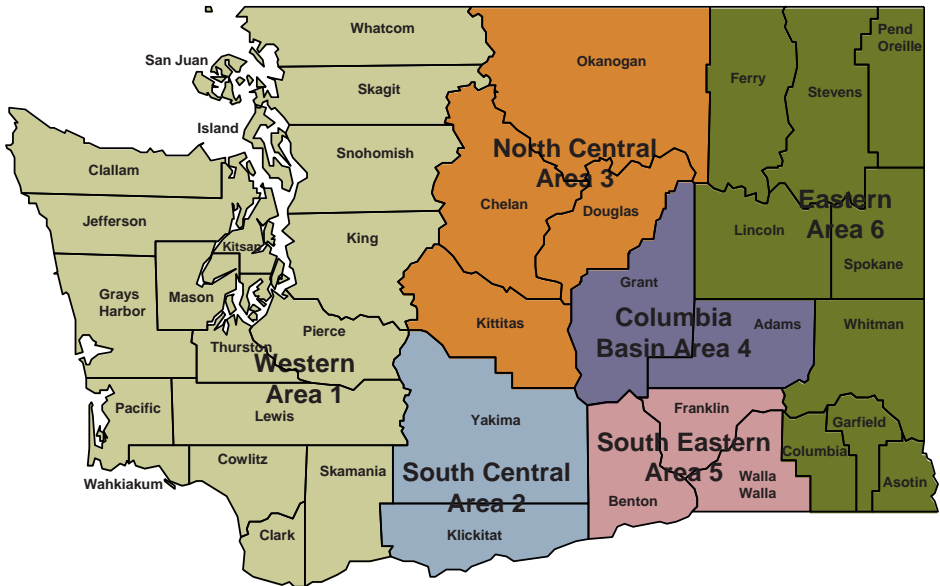 Whatcom
San Juan
Skagit
Island
Snohomish
Clallam
Jefferson
King
Kitsap
Grays
Harbor
Mason
Pierce
Thurston
Western
Area 1
Pacific
Lewis
Wahkiakum
Cowlitz
Skamania
Clark
Okanogan
North Central
Area 3
Chelan
Douglas
Kittitas
Yakima
South Central
Area 2
Klickitat
Grant
Columbia
Basin Area 4
Adams
Franklin
South Eastern
Area 5
Benton
Walla
Walla
Pend
Oreille
Ferry
Stevens
Eastern
Area 6
Lincoln
Spokane
Whitman
Garfield
Columbia
Asotin